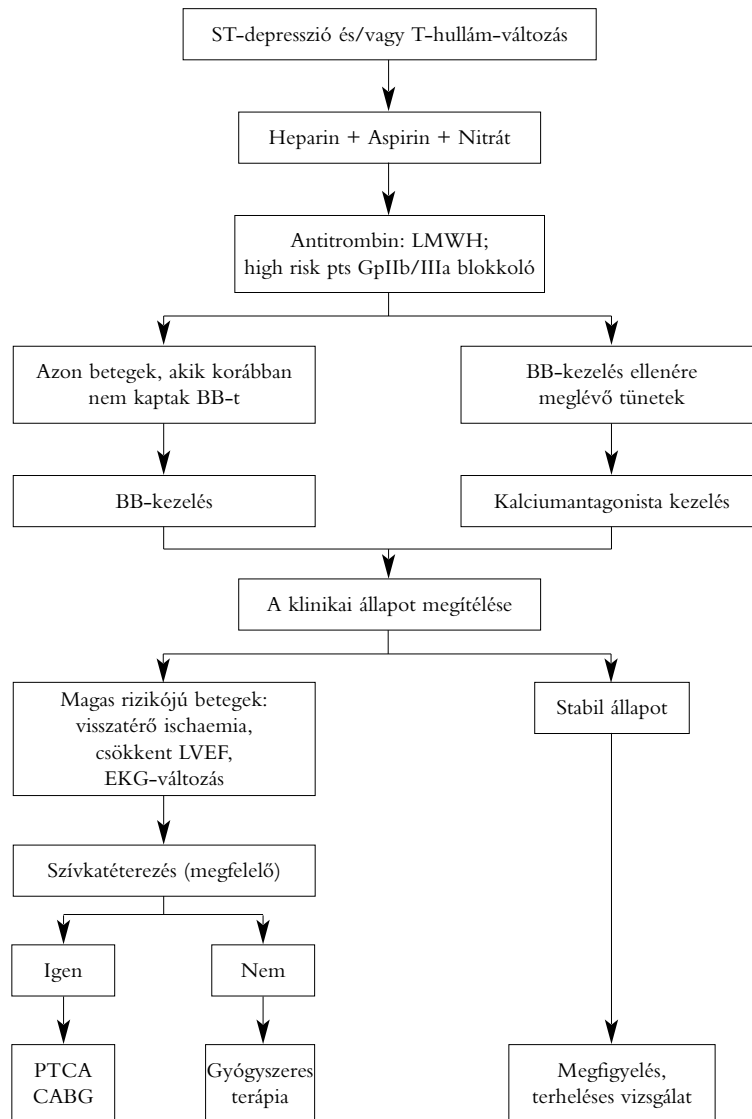 ST-depresszió és/vagy T-hullám-változás
Heparin + Aspirin + Nitrát
Antitrombin: LMWH;
high risk pts GpIIb/IIIa blokkoló
Azon betegek, akik korábban
nem kaptak BB-t
BB-kezelés ellenére
meglévő tünetek
BB-kezelés
Kalciumantagonista kezelés
A klinikai állapot megítélése
Magas rizikójú betegek:
visszatérő ischaemia,
csökkent LVEF,
EKG-változás
Stabil állapot
Szívkatéterezés (megfelelő)
Igen
Nem
PTCA
CABG
Gyógyszeres
terápia
Megfigyelés,
terheléses vizsgálat